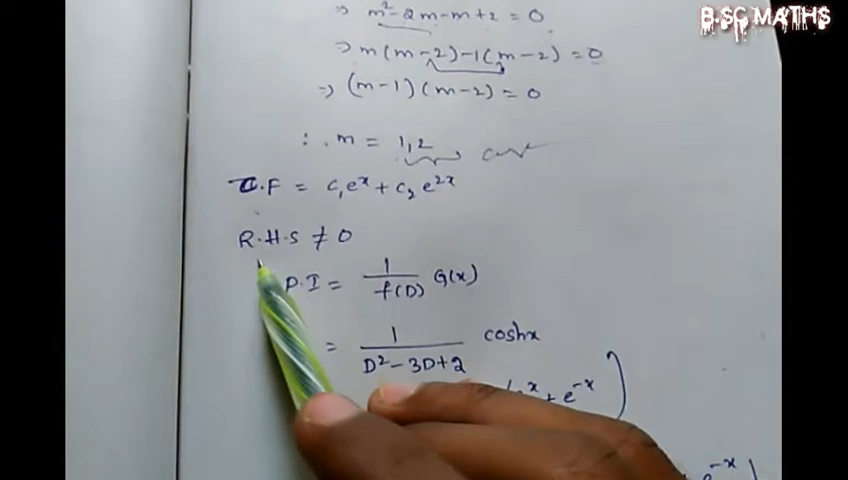 B.SC MATHS
⇒ m²-2m-m+2 = 0
⇒ m(m-2)-1(m-2) = 0
⇒ (m-1)(m-2) = 0
∴ m = 1,2
C.F = c₁eˣ + c₂e²ˣ
R.H.S ≠ 0
P.I = 1/f(D) G(x)
= 1/(D²-3D+2) coshx
eˣ + e⁻ˣ)
e⁻ˣ)